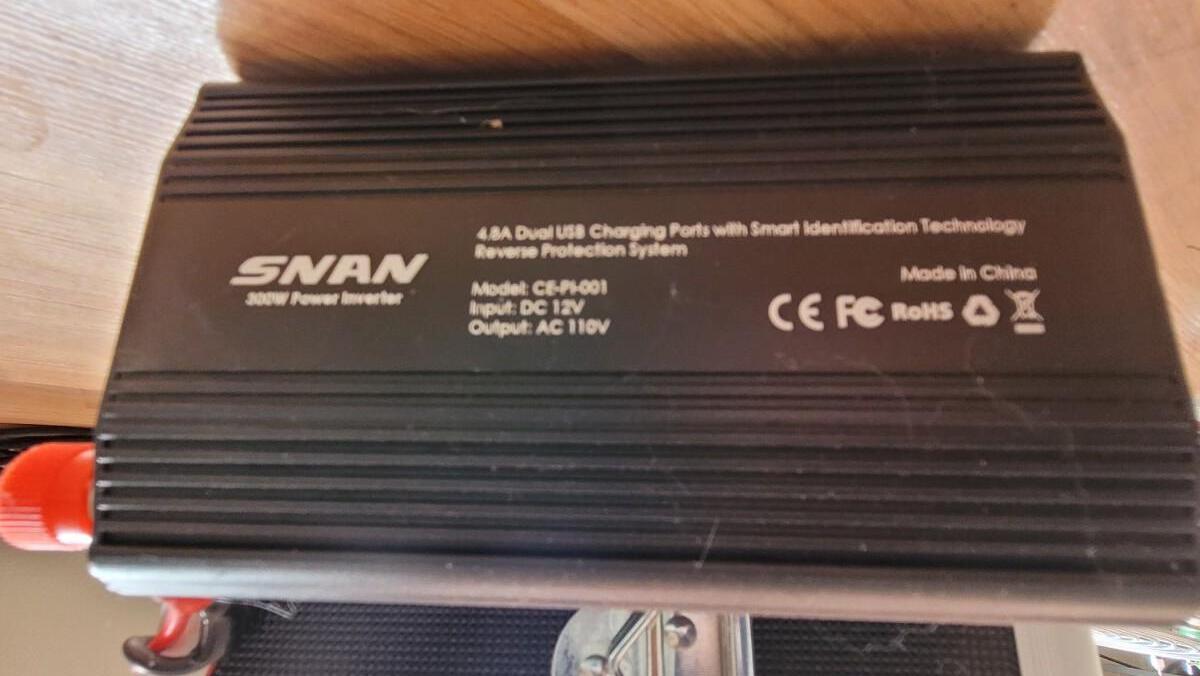 SNAN
300W Power Inverter
4.8A Dual USB Charging Ports with Smart Identification Technology
Reverse Protection System
Model: CE-PI-001
Input: DC 12V
Output: AC 110V
Made in China
CE FC RoHS